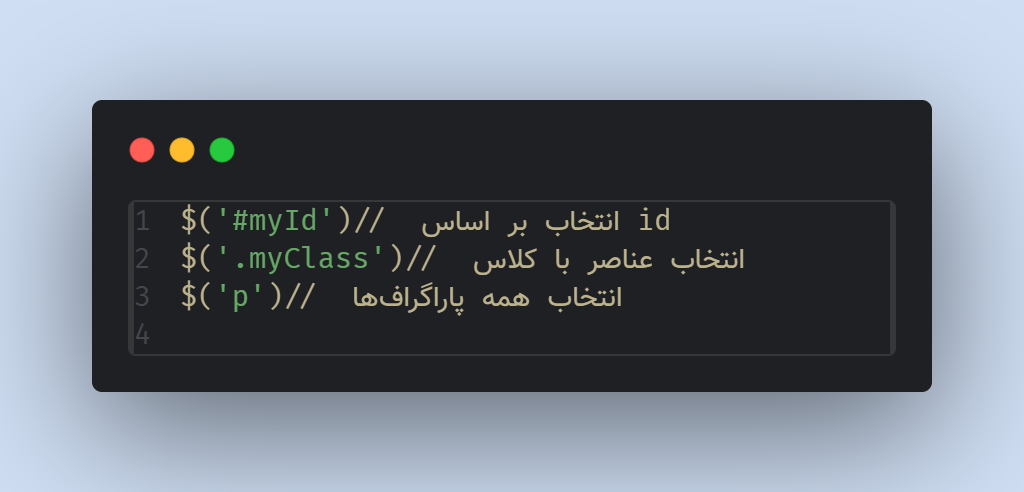 1 $('#myId')//  انتخاب بر اساس id
2 $('.myClass')//  انتخاب عناصر با کلاس
3 $('p')//  انتخاب همه پاراگراف‌ها
4